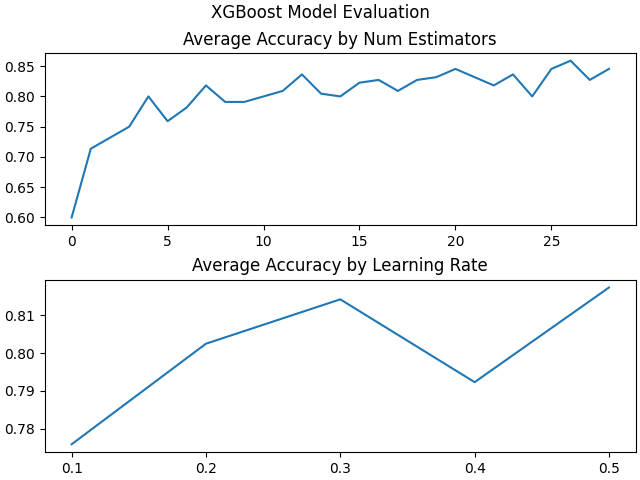 XGBoost Model Evaluation
Average Accuracy by Num Estimators
0.85
0.80
0.75
0.70
0.65
0.60
0 5 10 15 20 25
Average Accuracy by Learning Rate
0.81
0.80
0.79
0.78
0.1 0.2 0.3 0.4 0.5